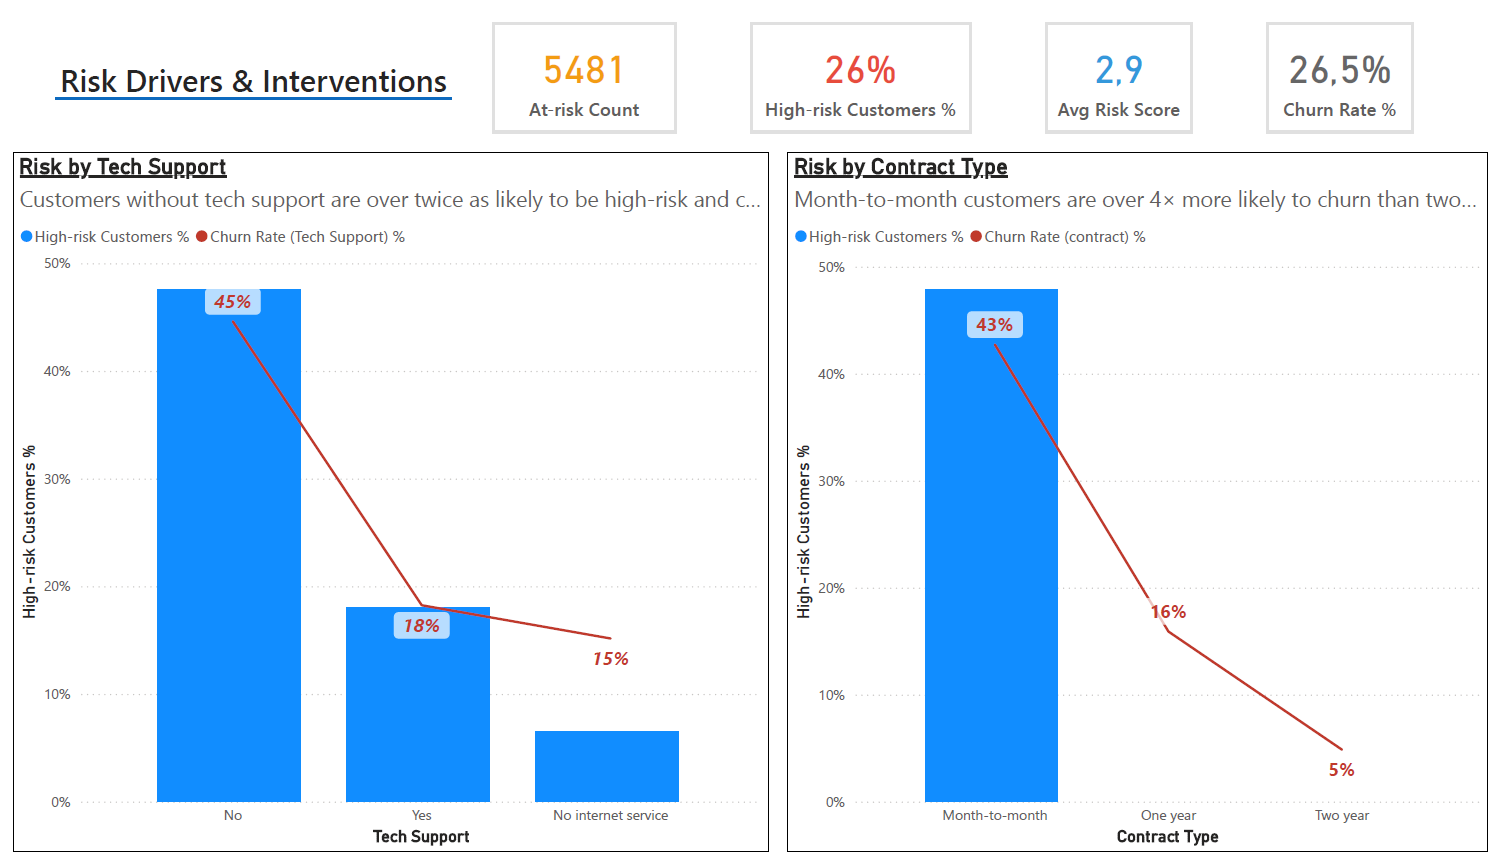 Risk Drivers & Interventions
5481
At-risk Count
26%
High-risk Customers %
2,9
Avg Risk Score
26,5%
Churn Rate %
Risk by Tech Support
Customers without tech support are over twice as likely to be high-risk and c...
High-risk Customers % Churn Rate (Tech Support) %
50%
40%
30%
20%
10%
0%
High-risk Customers %
45%
18%
15%
No Yes No internet service
Tech Support
Risk by Contract Type
Month-to-month customers are over 4× more likely to churn than two...
High-risk Customers % Churn Rate (contract) %
50%
40%
30%
20%
10%
0%
High-risk Customers %
43%
16%
5%
Month-to-month One year Two year
Contract Type